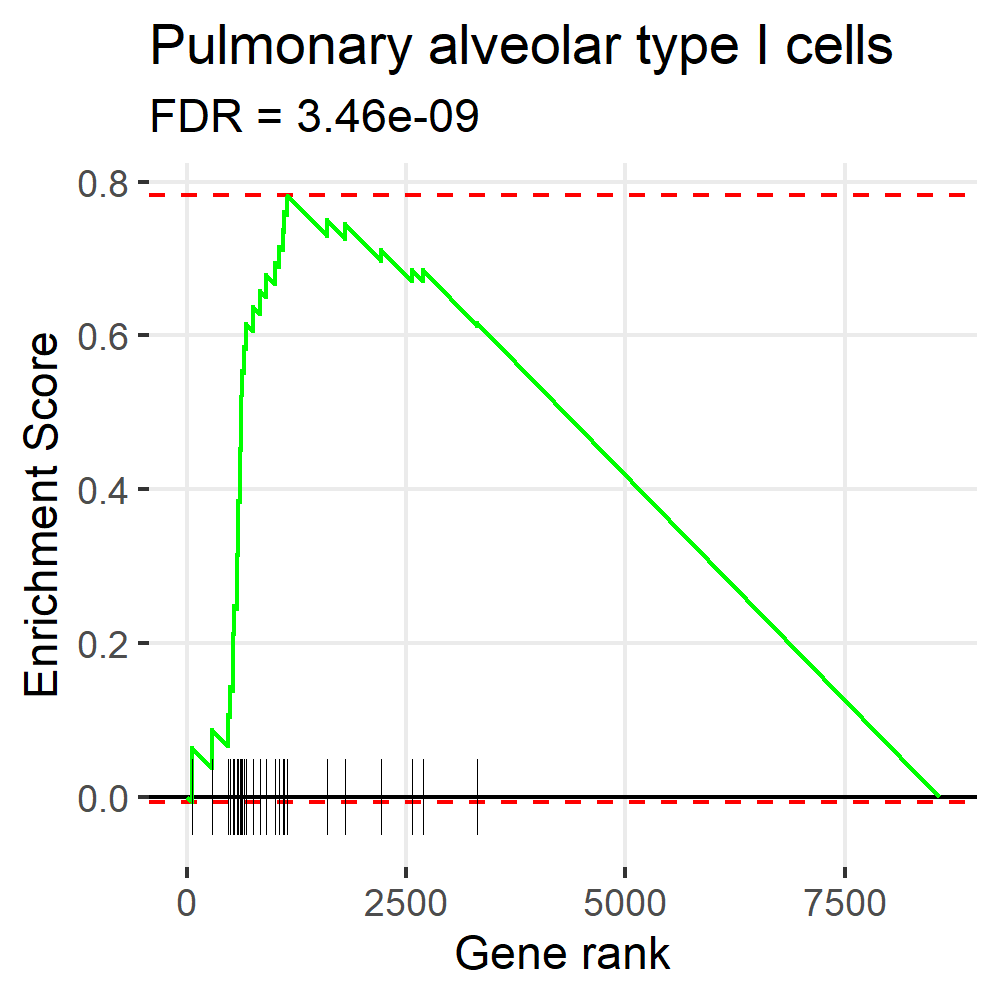 Pulmonary alveolar type I cells
FDR = 3.46e-09
0.8
0.6
0.4
0.2
0.0
Enrichment Score
0 2500 5000 7500
Gene rank